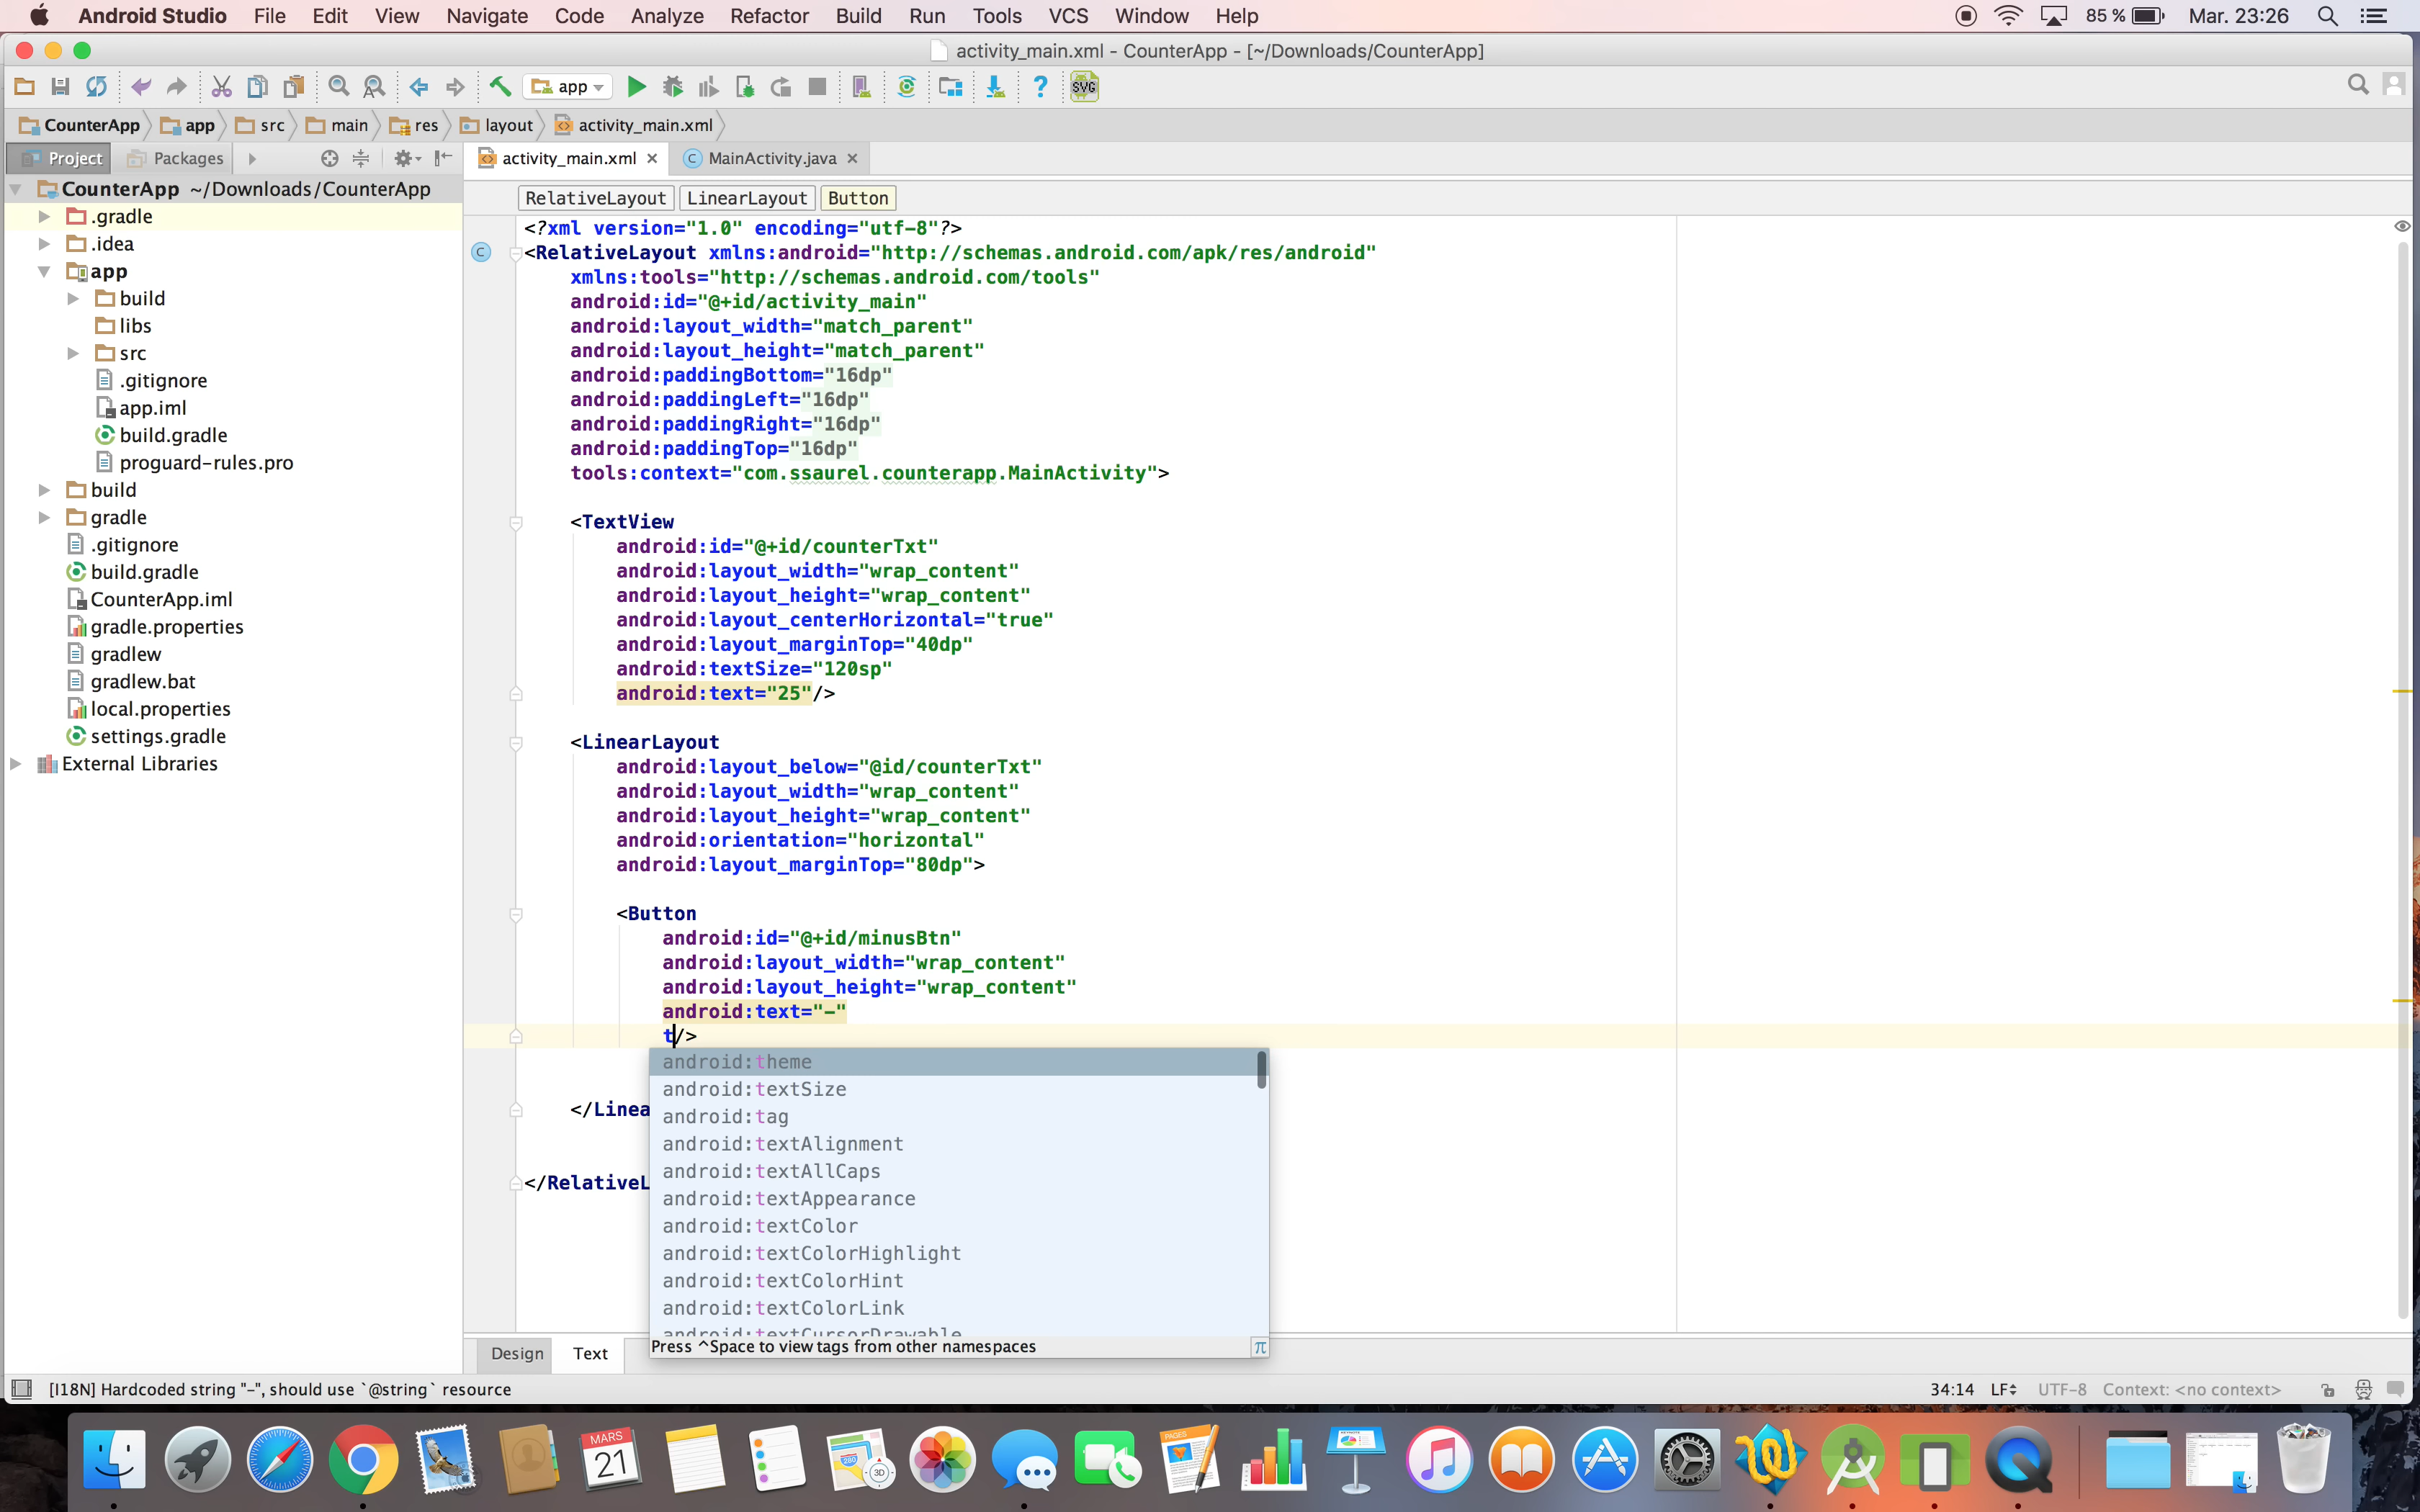 Android Studio File Edit View Navigate Code Analyze Refactor Build Run Tools VCS Window Help 85 % Mar. 23:26
activity_main.xml - CounterApp - [~/Downloads/CounterApp]
app
SVG
CounterApp app src main res layout activity_main.xml
Project Packages activity_main.xml MainActivity.java
CounterApp ~/Downloads/CounterApp
.gradle
.idea
app
build
libs
src
.gitignore
app.iml
build.gradle
proguard-rules.pro
build
gradle
.gitignore
build.gradle
CounterApp.iml
gradle.properties
gradlew
gradlew.bat
local.properties
settings.gradle
External Libraries
RelativeLayout LinearLayout Button
<?xml version="1.0" encoding="utf-8"?>
<RelativeLayout xmlns:android="http://schemas.android.com/apk/res/android"
xmlns:tools="http://schemas.android.com/tools"
android:id="@+id/activity_main"
android:layout_width="match_parent"
android:layout_height="match_parent"
android:paddingBottom="16dp"
android:paddingLeft="16dp"
android:paddingRight="16dp"
android:paddingTop="16dp"
tools:context="com.ssaurel.counterapp.MainActivity">
<TextView
android:id="@+id/counterTxt"
android:layout_width="wrap_content"
android:layout_height="wrap_content"
android:layout_centerHorizontal="true"
android:layout_marginTop="40dp"
android:textSize="120sp"
android:text="25"/>
<LinearLayout
android:layout_below="@id/counterTxt"
android:layout_width="wrap_content"
android:layout_height="wrap_content"
android:orientation="horizontal"
android:layout_marginTop="80dp">
<Button
android:id="@+id/minusBtn"
android:layout_width="wrap_content"
android:layout_height="wrap_content"
android:text="-"
t/>
android:theme
android:textSize
android:tag
</Linea
android:textAlignment
android:textAllCaps
</RelativeL
android:textAppearance
android:textColor
android:textColorHighlight
android:textColorHint
android:textColorLink
android:textCursorDrawable
Press ^Space to view tags from other namespaces π
Design Text
[I18N] Hardcoded string "-", should use `@string` resource 34:14 LF UTF-8 Context: <no context>
MARS
21
280
3D
PAGES